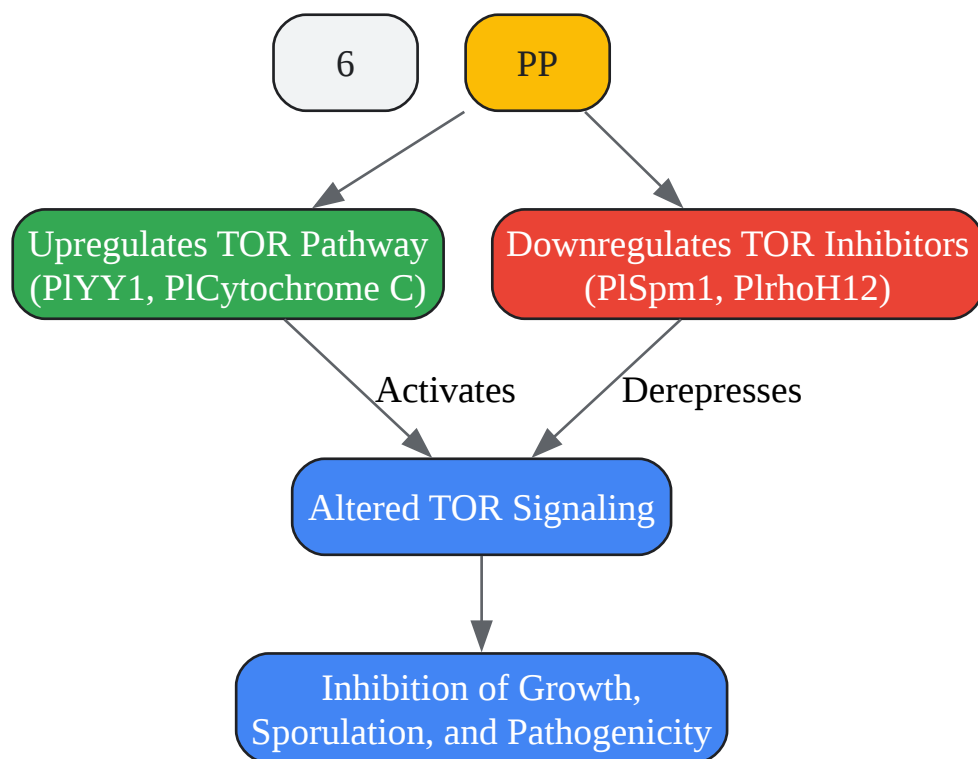 6
PP
Upregulates TOR Pathway
(PlYY1, PlCytochrome C)
Downregulates TOR Inhibitors
(PlSpm1, PlrhoH12)
Activates
Derepresses
Altered TOR Signaling
Inhibition of Growth,
Sporulation, and Pathogenicity